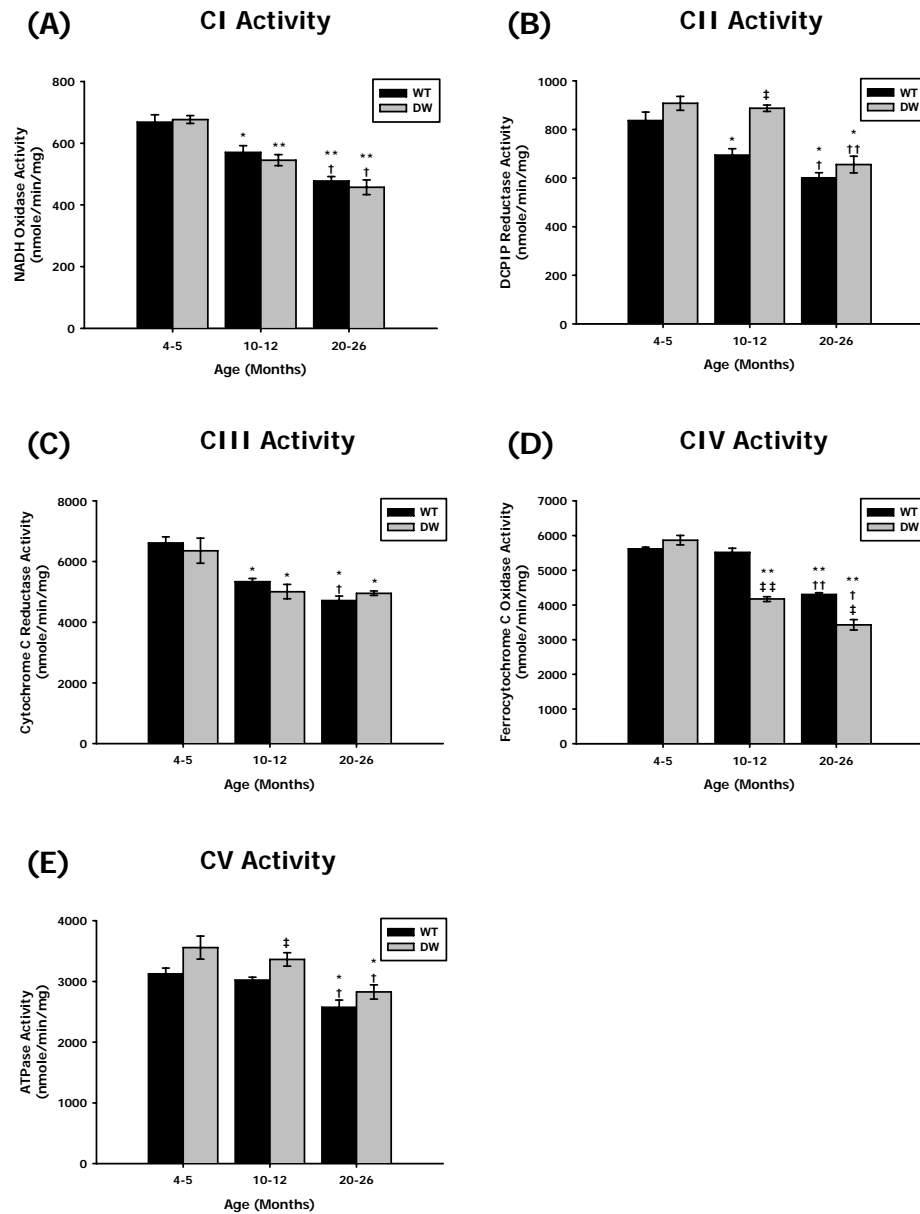 (A) CI Activity
NADH Oxidase Activity
(nmole/min/mg)
800
600
400
200
0
WT
DW
*
**
**
†
**
†
4-5
10-12
20-26
Age (Months)
(B) CII Activity
DCPIP Reductase Activity
(nmole/min/mg)
1000
800
600
400
200
0
WT
DW
*
‡
*
†
*
††
4-5
10-12
20-26
Age (Months)
(C) CIII Activity
Cytochrome C Reductase Activity
(nmole/min/mg)
8000
6000
4000
2000
0
WT
DW
*
*
*
†
*
4-5
10-12
20-26
Age (Months)
(D) CIV Activity
Ferrocytochrome C Oxidase Activity
(nmole/min/mg)
7000
6000
5000
4000
3000
2000
1000
0
WT
DW
**
‡‡
**
††
**
†
‡
4-5
10-12
20-26
Age (Months)
(E) CV Activity
ATPase Activity
(nmole/min/mg)
4000
3000
2000
1000
0
WT
DW
‡
*
†
*
†
4-5
10-12
20-26
Age (Months)